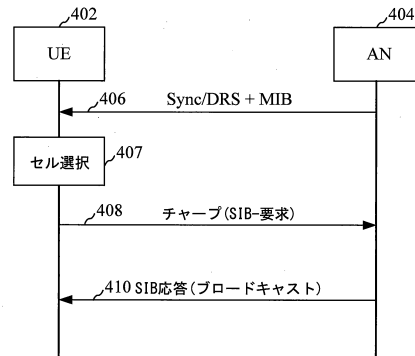 402
404
UE
AN
406
Sync/DRS + MIB
セル選択
407
408
チャープ(SIB-要求)
410 SIB応答(ブロードキャスト)